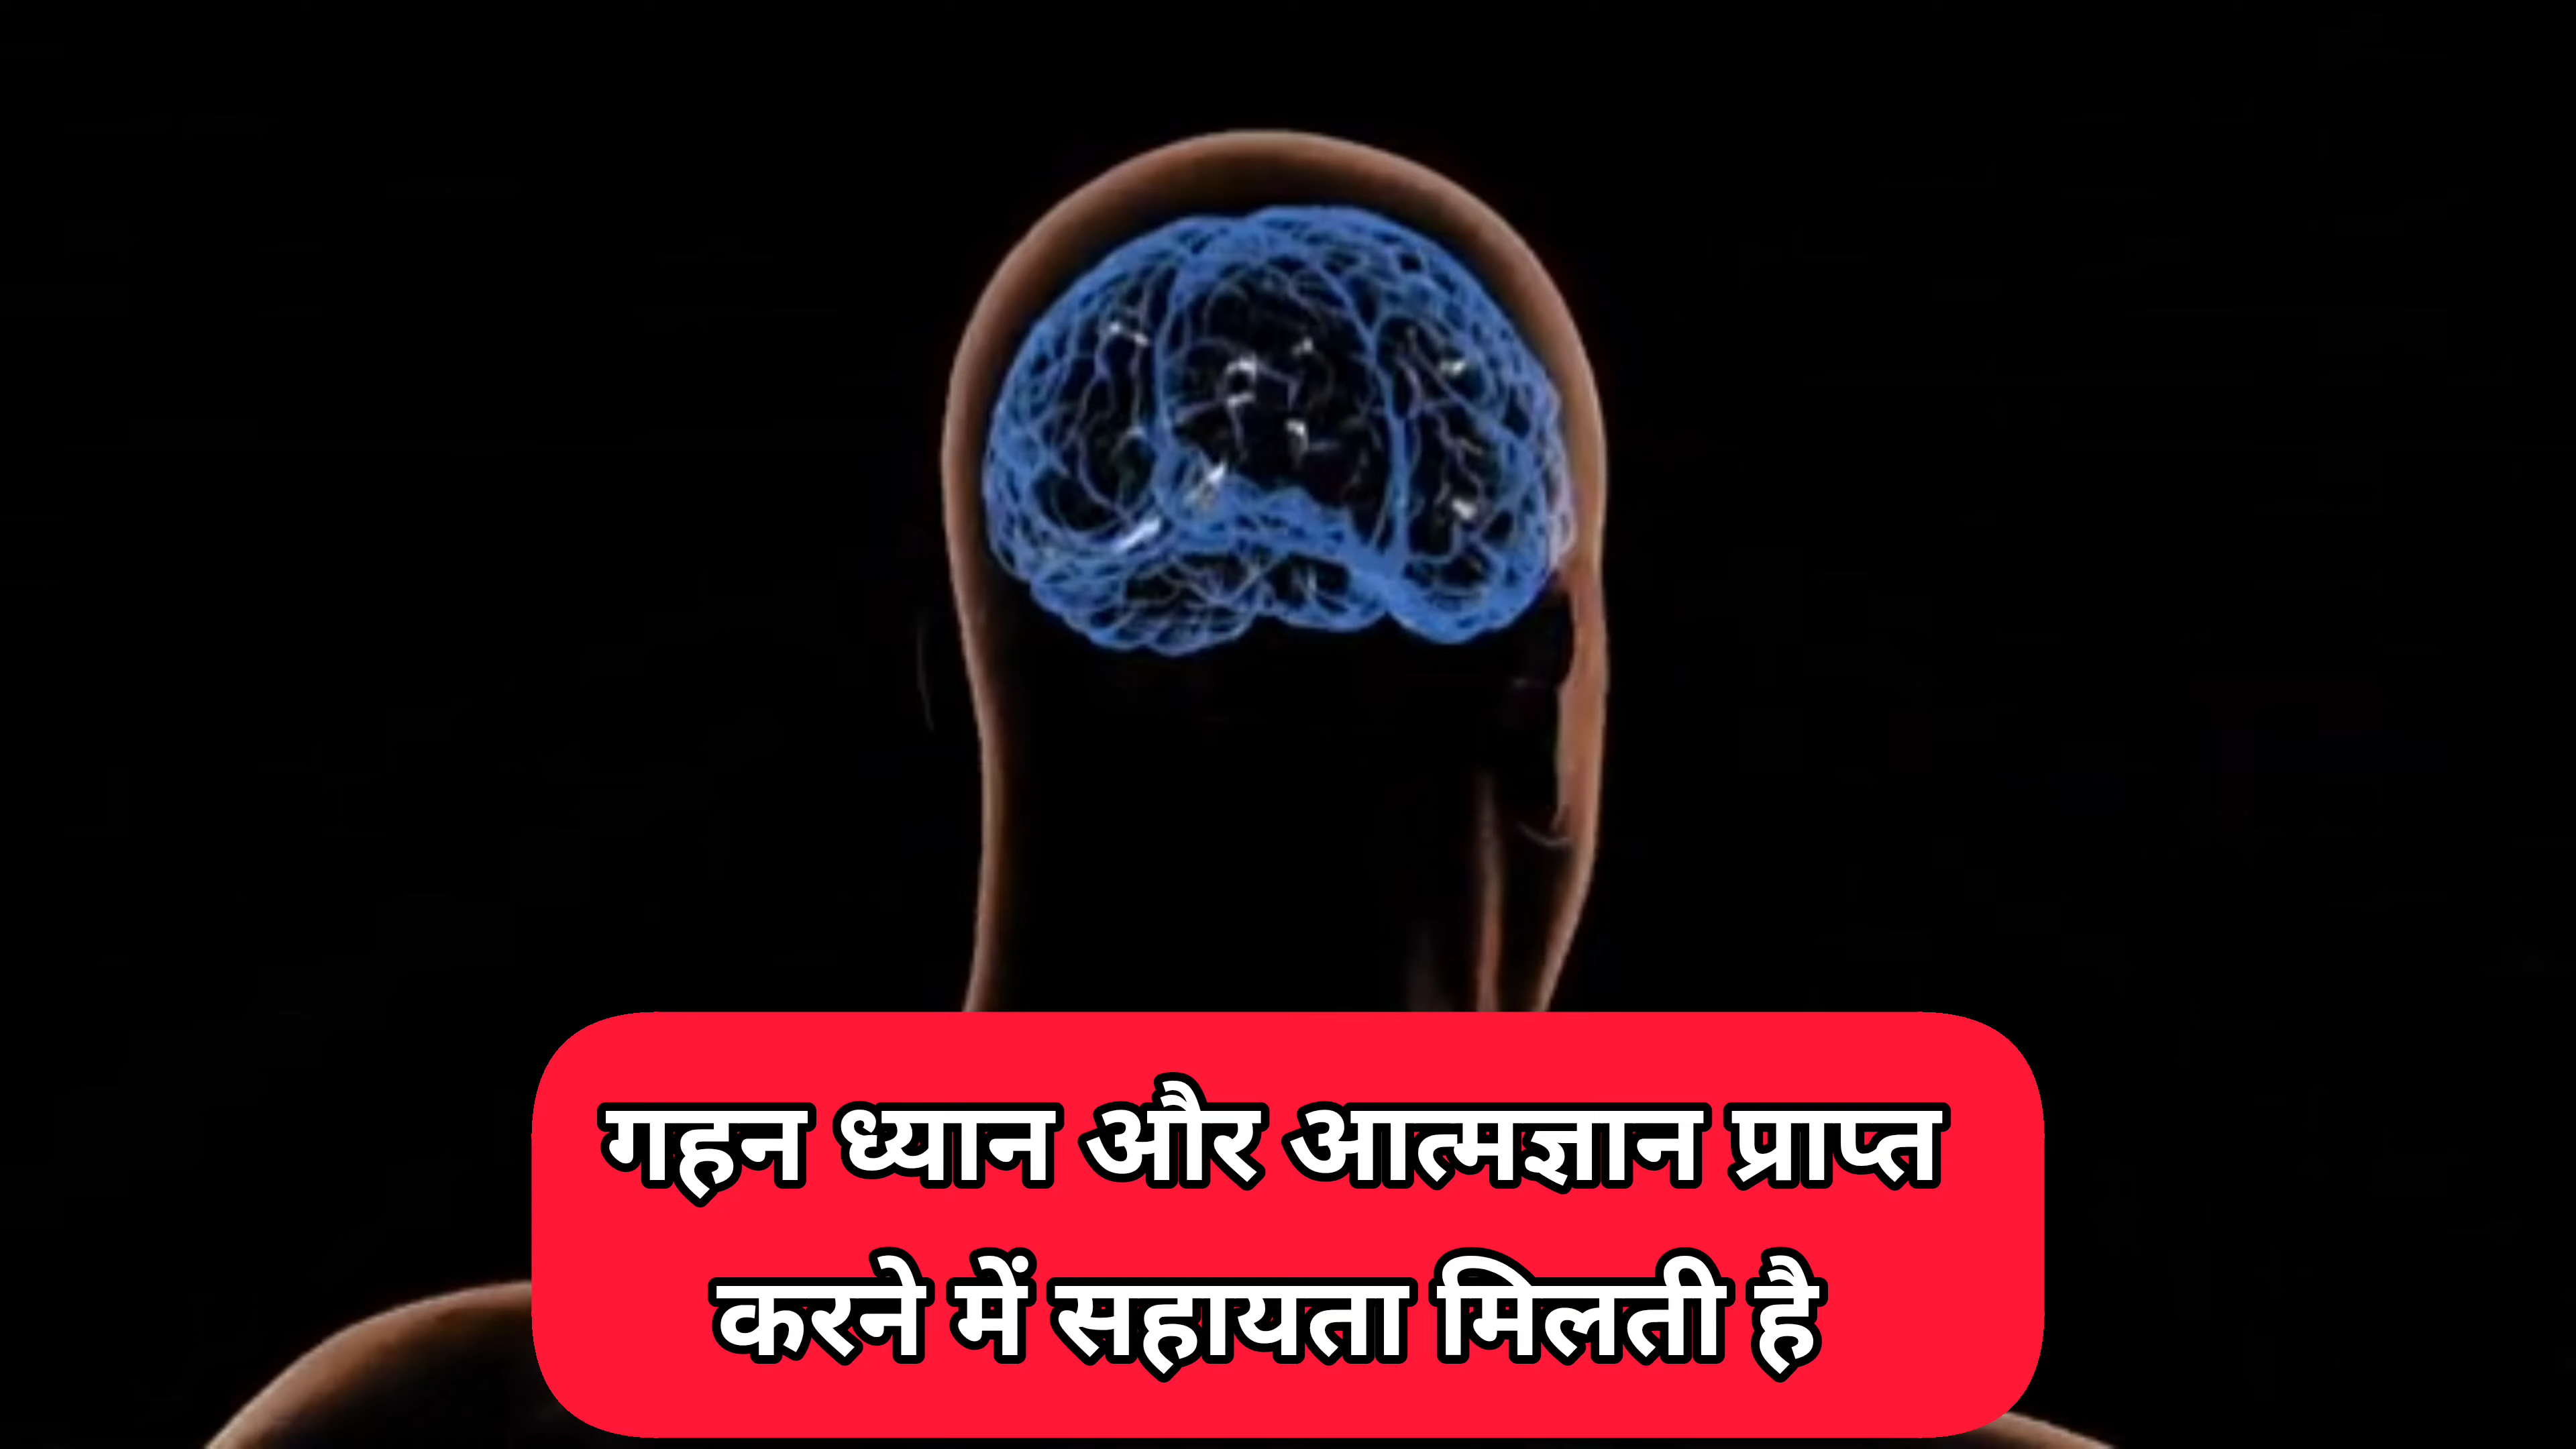 गहन ध्यान और आत्मज्ञान प्राप्त
करने में सहायता मिलती है